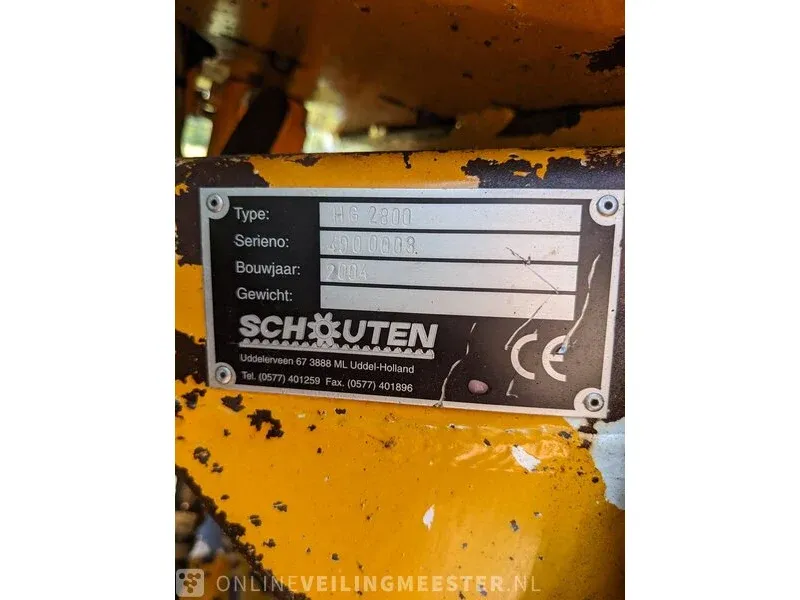 Type: HG 2800
Serieno: 4000008
Bouwjaar: 2004
Gewicht:
SCHOUTEN
Uddelerveen 67 3888 ML Uddel-Holland
Tel. (0577) 401259 Fax. (0577) 401896
CE
ONLINEVEILINGMEESTER.NL